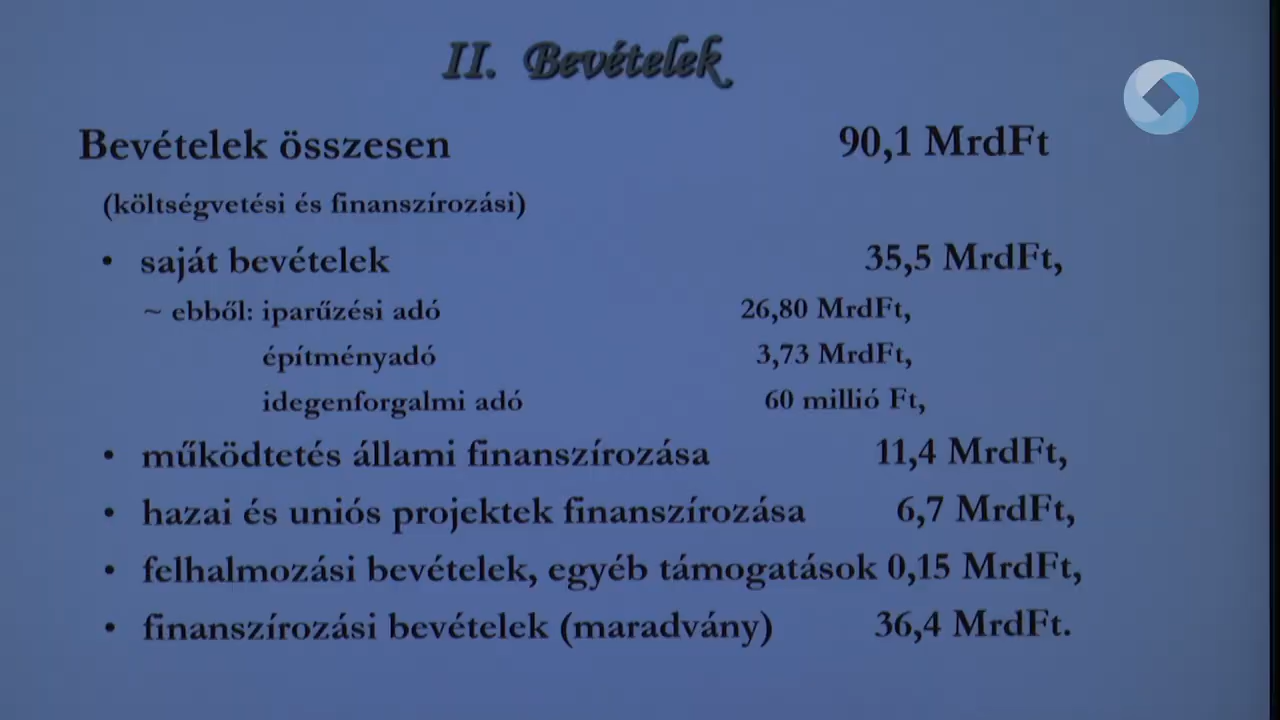 II. Bevételek
Bevételek összesen 90,1 MrdFt
(költségvetési és finanszírozási)
• saját bevételek 35,5 MrdFt,
~ ebből: iparűzési adó 26,80 MrdFt,
építményadó 3,73 MrdFt,
idegenforgalmi adó 60 millió Ft,
• működtetés állami finanszírozása 11,4 MrdFt,
• hazai és uniós projektek finanszírozása 6,7 MrdFt,
• felhalmozási bevételek, egyéb támogatások 0,15 MrdFt,
• finanszírozási bevételek (maradvány) 36,4 MrdFt.